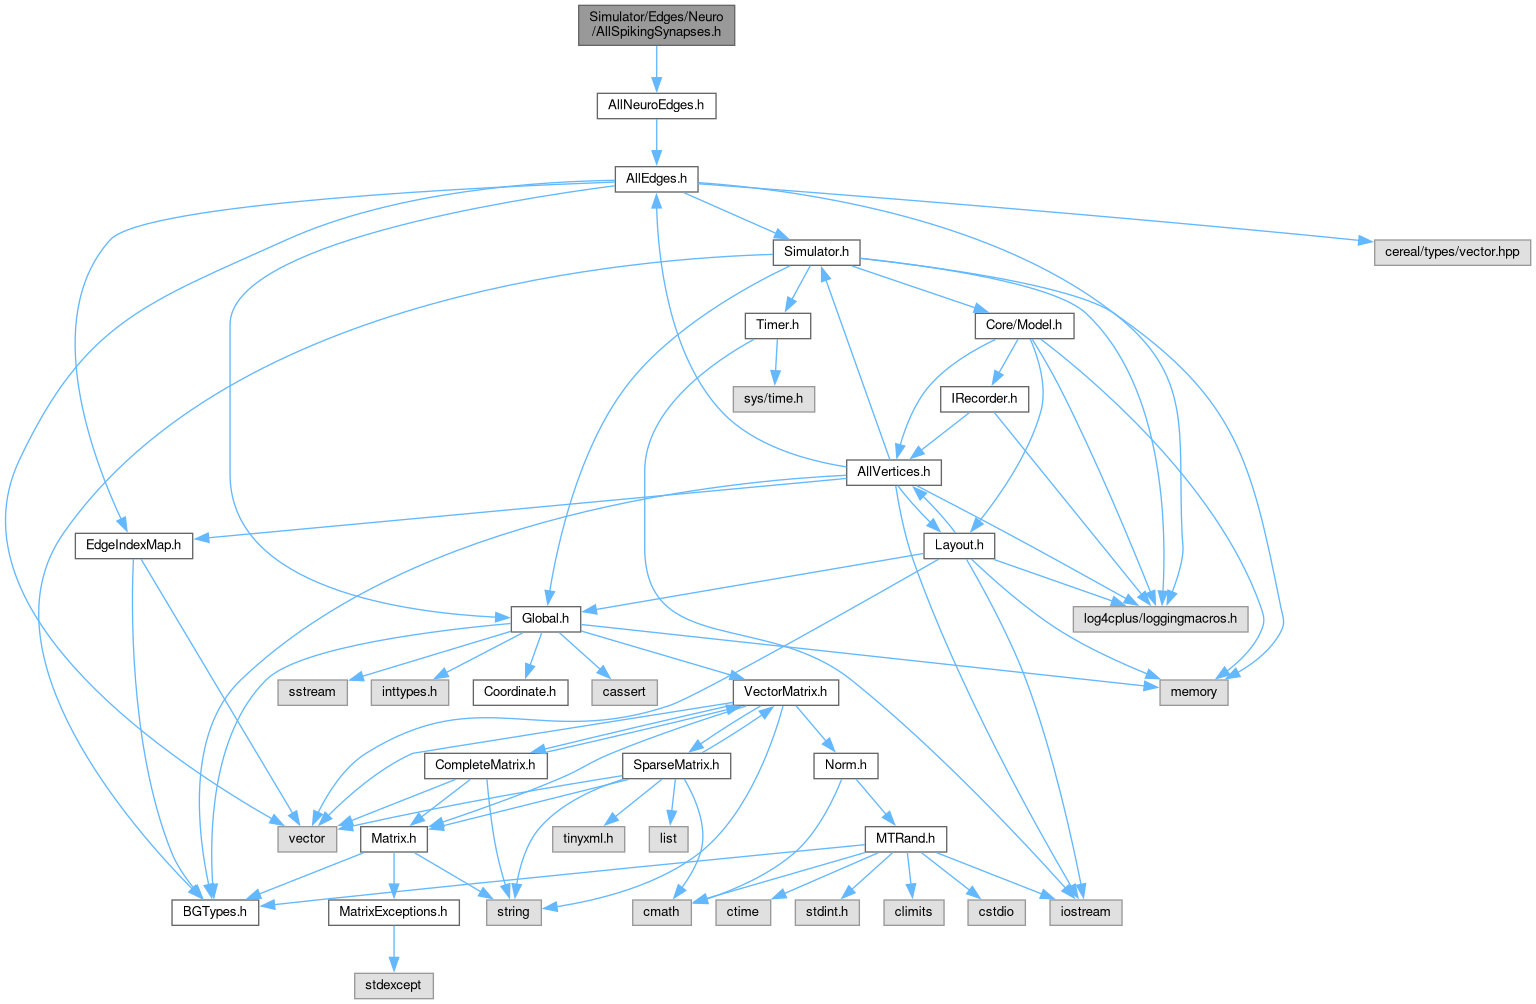 Simulator/Edges/Neuro
/AllSpikingSynapses.h
AllNeuroEdges.h
AllEdges.h
Simulator.h
cereal/types/vector.hpp
Timer.h
Core/Model.h
sys/time.h
IRecorder.h
AllVertices.h
EdgeIndexMap.h
Layout.h
Global.h
log4cplus/loggingmacros.h
sstream
inttypes.h
Coordinate.h
cassert
VectorMatrix.h
memory
CompleteMatrix.h
SparseMatrix.h
Norm.h
vector
Matrix.h
tinyxml.h
list
MTRand.h
BGTypes.h
MatrixExceptions.h
string
cmath
ctime
stdint.h
climits
cstdio
iostream
stdexcept